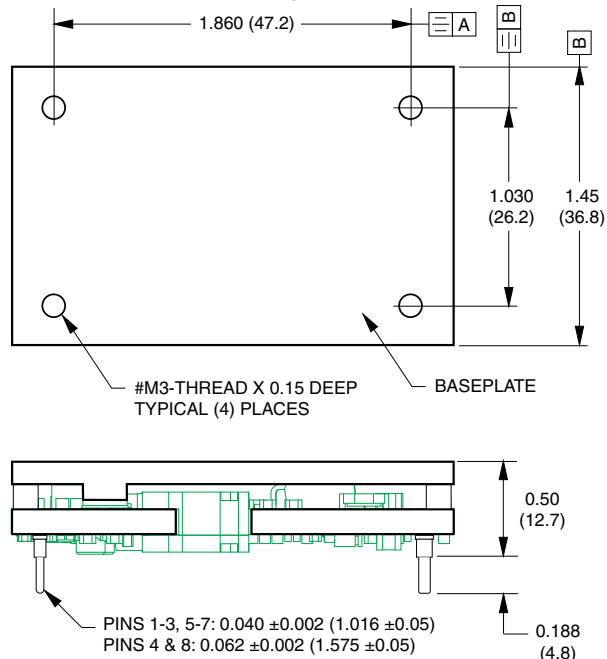 1.860 (47.2)
A
B
B
1.030
(26.2)
1.45
(36.8)
#M3-THREAD X 0.15 DEEP
TYPICAL (4) PLACES
BASEPLATE
0.50
(12.7)
PINS 1-3, 5-7: 0.040 ±0.002 (1.016 ±0.05)
PINS 4 & 8: 0.062 ±0.002 (1.575 ±0.05)
0.188
(4.8)